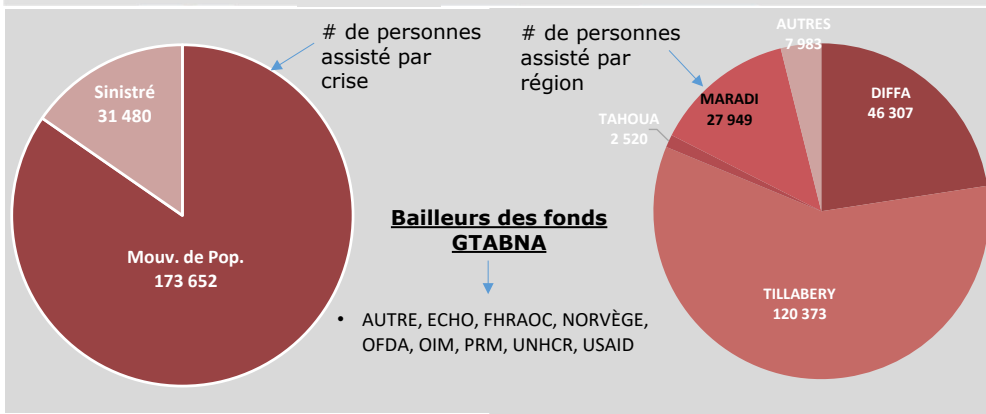 # de personnes
assisté par
crise
Sinistré
31 480
Mouv. de Pop.
173 652
Bailleurs des fonds
GTABNA
• AUTRE, ECHO, FHRAOC, NORVÈGE,
OFDA, OIM, PRM, UNHCR, USAID
# de personnes
assisté par
région
AUTRES
7 983
DIFFA
46 307
MARADI
27 949
TAHOUA
2 520
TILLABERY
120 373